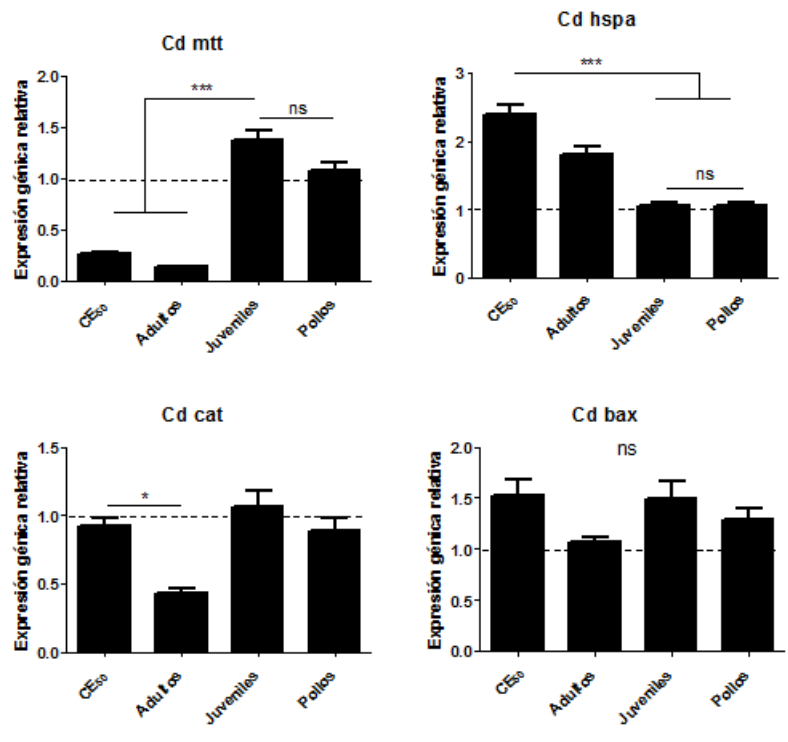 Cd mtt
Expresión génica relativa
2.0
1.5
1.0
0.5
0.0
***
ns
CE50
Adultos
Juveniles
Pollos
Cd hspa
Expresión génica relativa
3
2
1
0
***
ns
CE50
Adultos
Juveniles
Pollos
Cd cat
Expresión génica relativa
1.5
1.0
0.5
0.0
*
CE50
Adultos
Juveniles
Pollos
Cd bax
Expresión génica relativa
2.0
1.5
1.0
0.5
0.0
ns
CE50
Adultos
Juveniles
Pollos